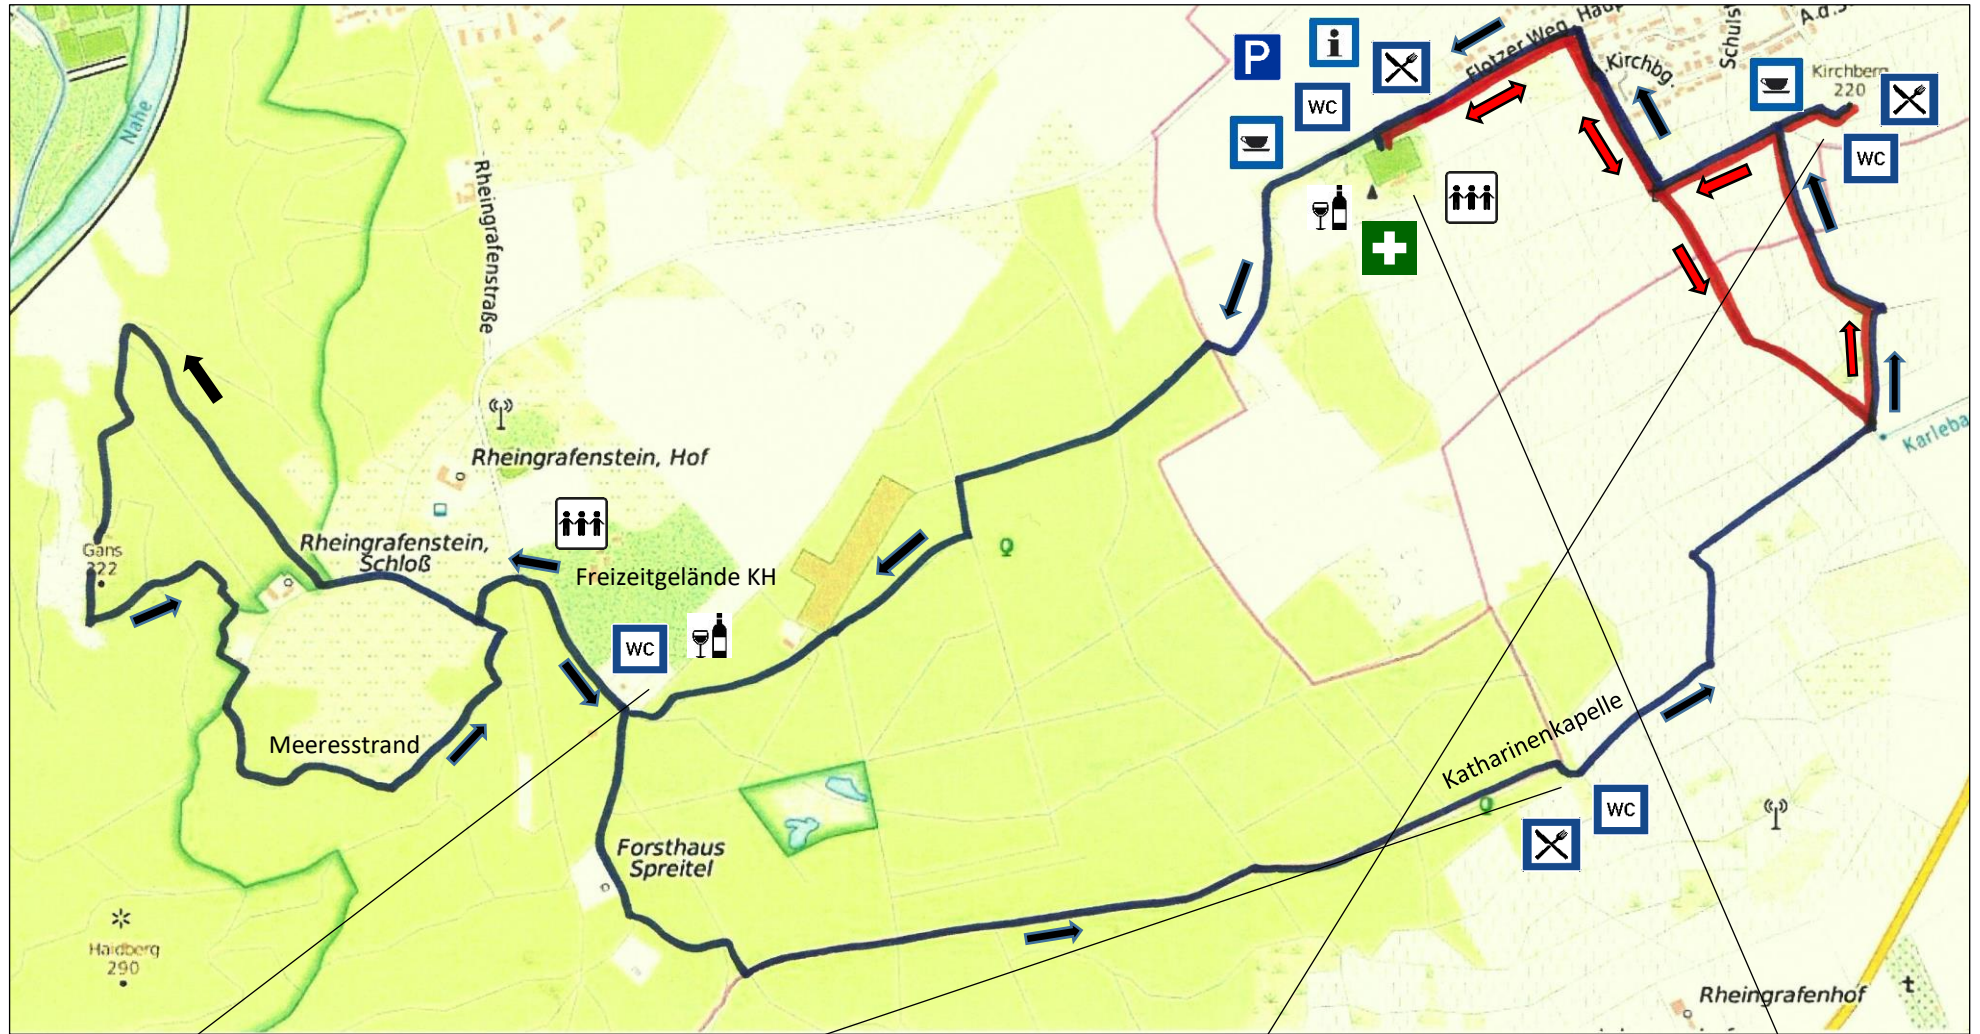 Nahe
Rheingrafenstraße
P
i
WC
Flotzer Weg
Kirchbg.
Kirchberg
220
WC
Karleba
Rheingrafenstein, Hof
Rheingrafenstein,
Schloß
Gans
322
Freizeitgelände KH
WC
Meeresstrand
Forsthaus
Spreitel
Katharinenkapelle
WC
Haidberg
290
Rheingrafenhof